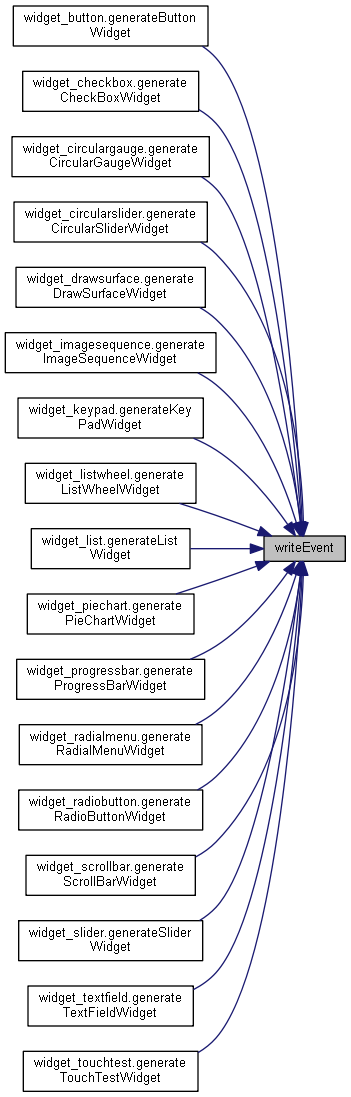 widget_button.generateButton
Widget
widget_checkbox.generate
CheckBoxWidget
widget_circulargauge.generate
CircularGaugeWidget
widget_circularslider.generate
CircularSliderWidget
widget_drawsurface.generate
DrawSurfaceWidget
widget_imagesequence.generate
ImageSequenceWidget
widget_keypad.generateKey
PadWidget
widget_listwheel.generate
ListWheelWidget
widget_list.generateList
Widget
writeEvent
widget_piechart.generate
PieChartWidget
widget_progressbar.generate
ProgressBarWidget
widget_radialmenu.generate
RadialMenuWidget
widget_radiobutton.generate
RadioButtonWidget
widget_scrollbar.generate
ScrollBarWidget
widget_slider.generateSlider
Widget
widget_textfield.generate
TextFieldWidget
widget_touchtest.generate
TouchTestWidget